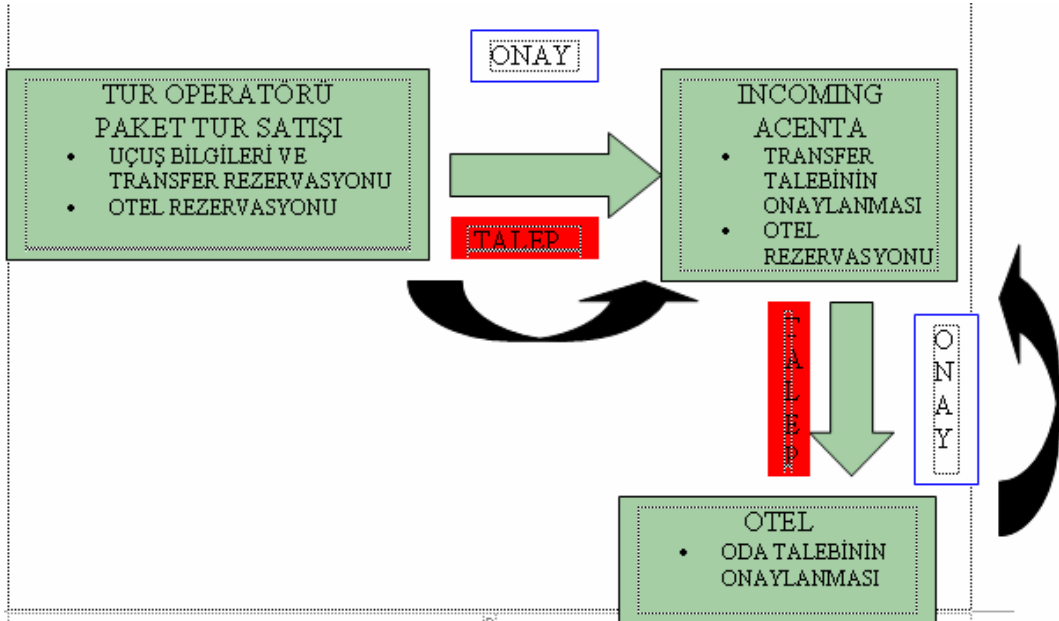 ONAY
TUR OPERATÖRÜ
PAKET TUR SATIŞI
• UÇUŞ BİLGİLERİ VE
TRANSFER REZERVASYONU
• OTEL REZERVASYONU
TALEP
INCOMING
ACENTA
• TRANSFER
TALEBİNİN
ONAYLANMASI
• OTEL
REZERVASYONU
T
A
L
E
P
O
N
A
Y
OTEL
• ODA TALEBİNİN
ONAYLANMASI